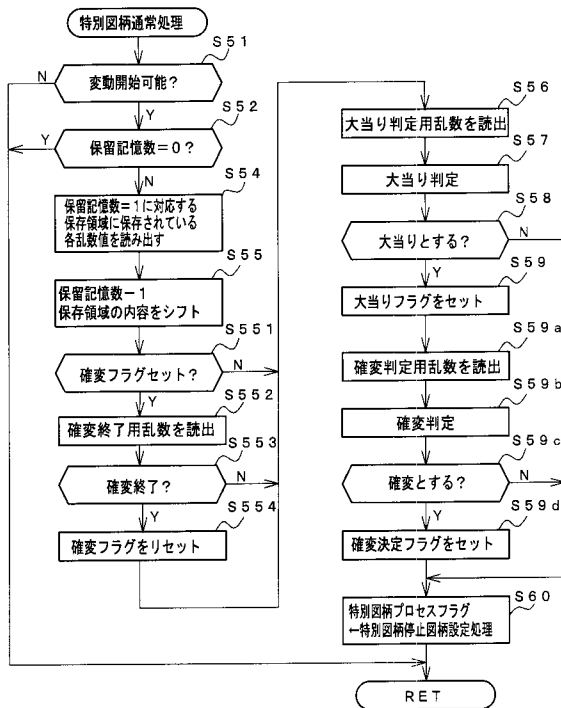 特別図柄通常処理
S51
N
変動開始可能？
Y
S52
Y
保留記憶数＝0？
N
S54
保留記憶数＝1に対応する
保存領域に保存されている
各乱数値を読み出す
S55
保留記憶数－1
保存領域の内容をシフト
S551
確変フラグセット？
N
Y
S552
確変終了用乱数を読出
S553
確変終了？
N
Y
S554
確変フラグをリセット
S56
大当り判定用乱数を読出
S57
大当り判定
S58
大当りとする？
N
Y
S59
大当りフラグをセット
S59a
確変判定用乱数を読出
S59b
確変判定
S59c
確変とする？
N
Y
S59d
確変決定フラグをセット
S60
特別図柄プロセスフラグ
←特別図柄停止図柄設定処理
RET